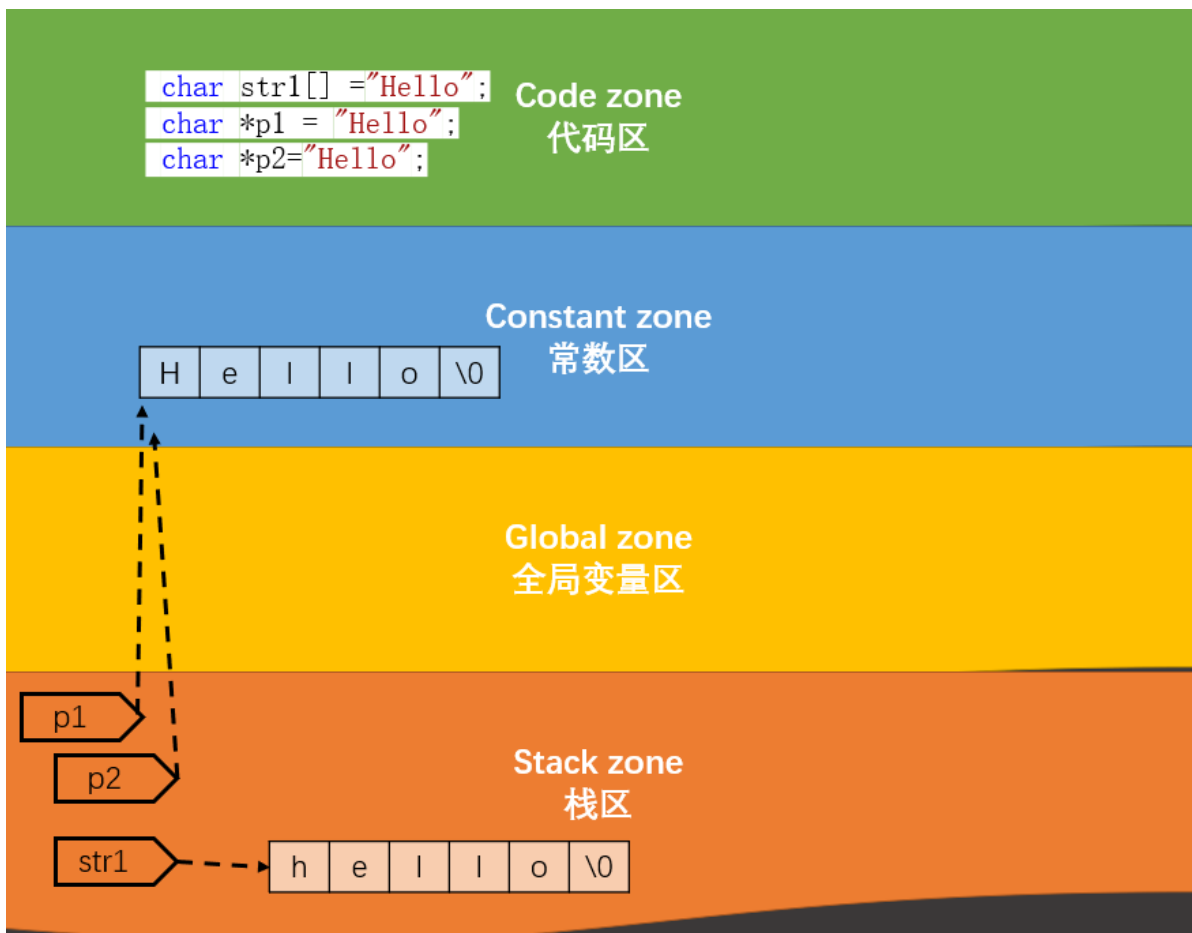 char str1[] ="Hello";
char *p1 = "Hello";
char *p2="Hello";
Code zone
代码区
Constant zone
常数区
H e l l o \0
Global zone
全局变量区
p1
p2
Stack zone
栈区
str1
h e l l o \0